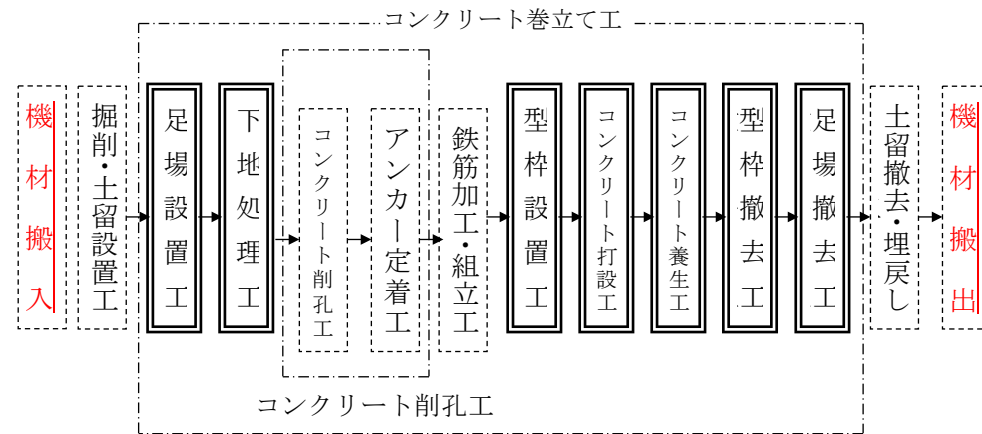 コンクリート巻立て工
機材搬入
掘削・土留設置工
足場設置工
下地処理工
コンクリート削孔工
アンカー定着工
鉄筋加工・組立工
型枠設置工
コンクリート打設工
コンクリート養生工
型枠撤去工
足場撤去工
土留撤去・埋戻し
機材搬出
コンクリート削孔工